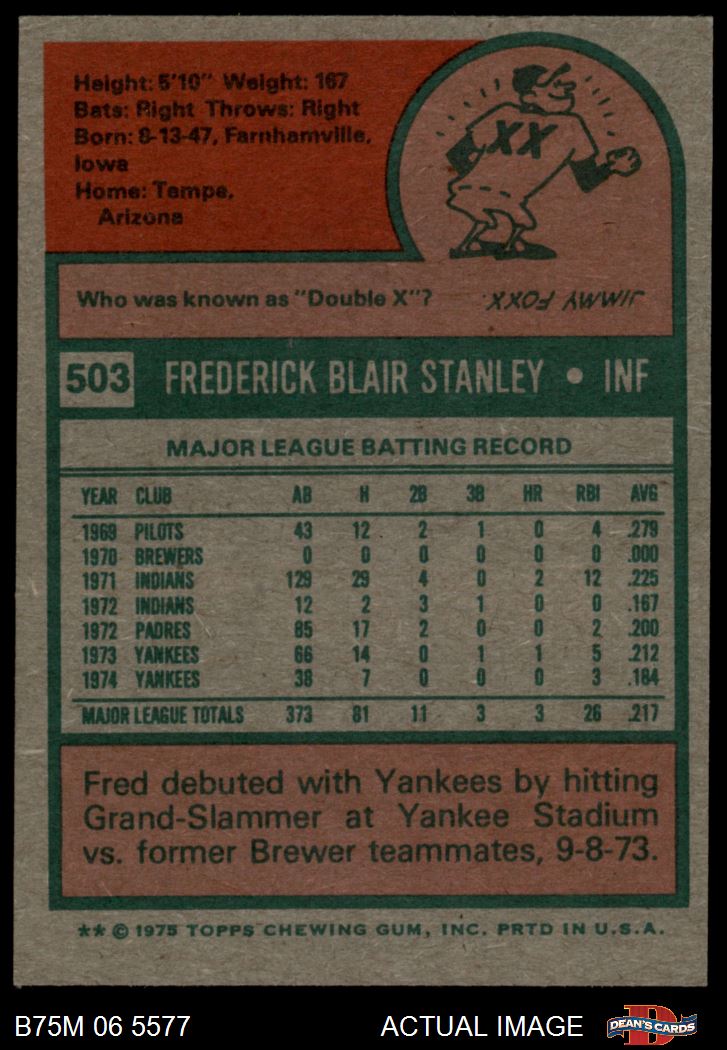 Height: 5'10" Weight: 167
Bats: Right Throws: Right
Born: 8-13-47, Farnhamville,
Iowa
Home: Tempe,
Arizona
XX
Who was known as "Double X"?
JIMMY FOXX.
503 FREDERICK BLAIR STANLEY • INF
MAJOR LEAGUE BATTING RECORD
YEAR CLUB AB H 2B 3B HR RBI AVG
1969 PILOTS 43 12 2 1 0 4 .279
1970 BREWERS 0 0 0 0 0 0 .000
1971 INDIANS 129 29 4 0 2 12 .225
1972 INDIANS 12 2 3 1 0 0 .167
1972 PADRES 85 17 2 0 0 2 .200
1973 YANKEES 66 14 0 1 1 5 .212
1974 YANKEES 38 7 0 0 0 3 .184
MAJOR LEAGUE TOTALS 373 81 11 3 3 26 .217
Fred debuted with Yankees by hitting
Grand-Slammer at Yankee Stadium
vs. former Brewer teammates, 9-8-73.
** © 1975 TOPPS CHEWING GUM, INC. PRTD IN U.S.A.
B75M 06 5577 ACTUAL IMAGE D DEAN'S CARDS